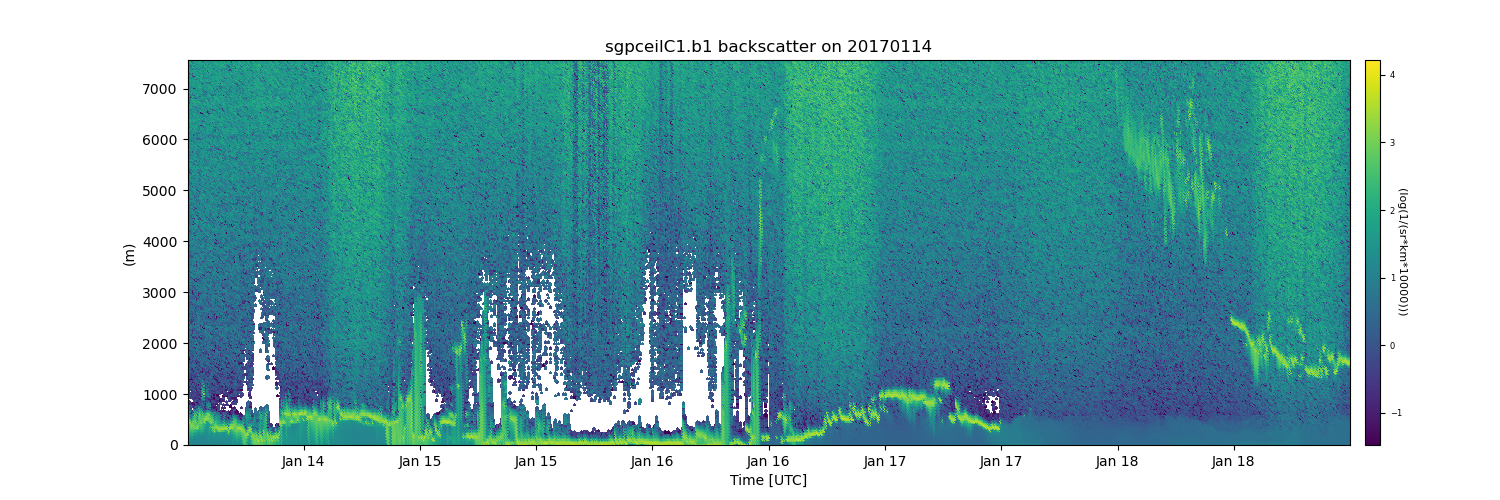 sgpceilC1.b1 backscatter on 20170114
7000
6000
5000
4000
3000
2000
1000
0
(m)
Jan 14
Jan 15
Jan 15
Jan 16
Jan 16
Jan 17
Jan 17
Jan 18
Jan 18
Time [UTC]
4
3
2
1
0
−1
(log(1/(sr*km*10000)))